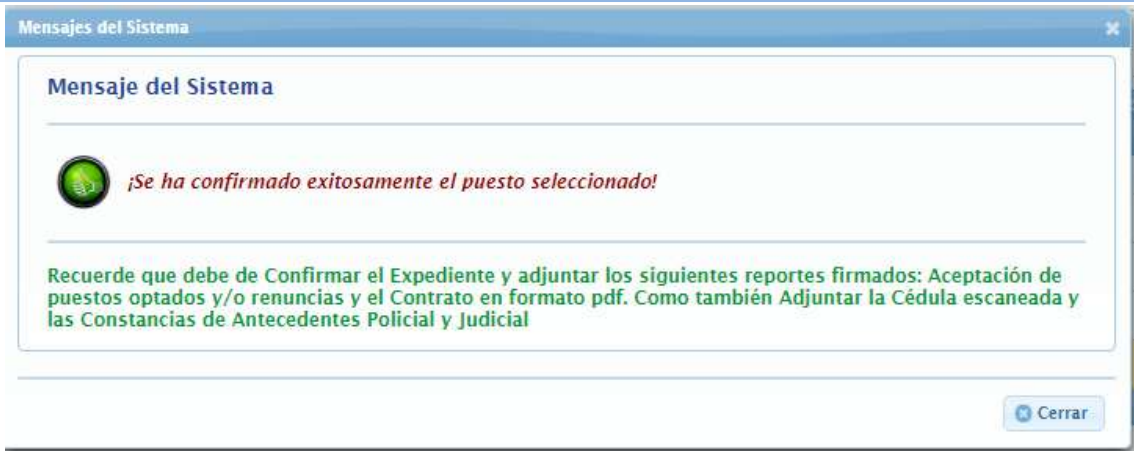 Mensajes del Sistema
Mensaje del Sistema
¡Se ha confirmado exitosamente el puesto seleccionado!
Recuerde que debe de Confirmar el Expediente y adjuntar los siguientes reportes firmados: Aceptación de
puestos optados y/o renuncias y el Contrato en formato pdf. Como también Adjuntar la Cédula escaneada y
las Constancias de Antecedentes Policial y Judicial
Cerrar